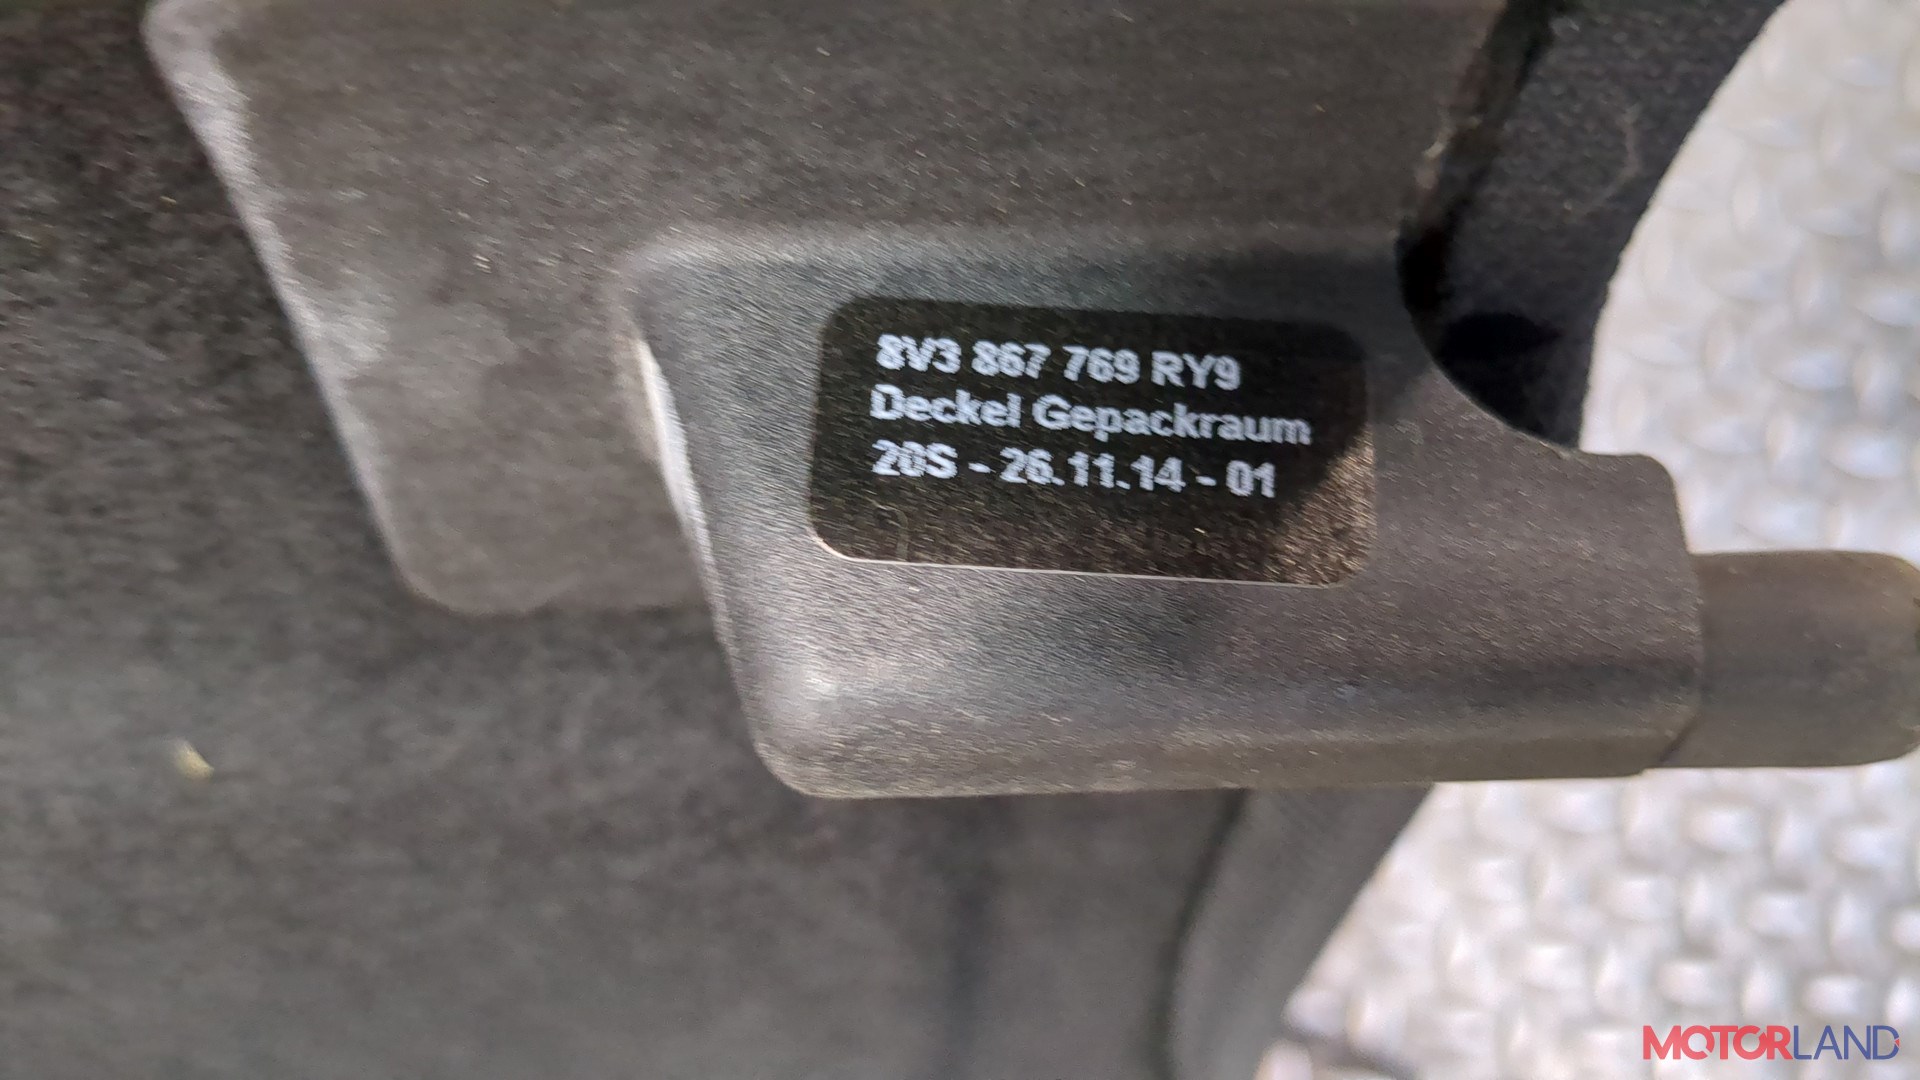 8V3 867 769 RY9
Deckel Gepackraum
20S - 26.11.14 - 01
MOTORLAND